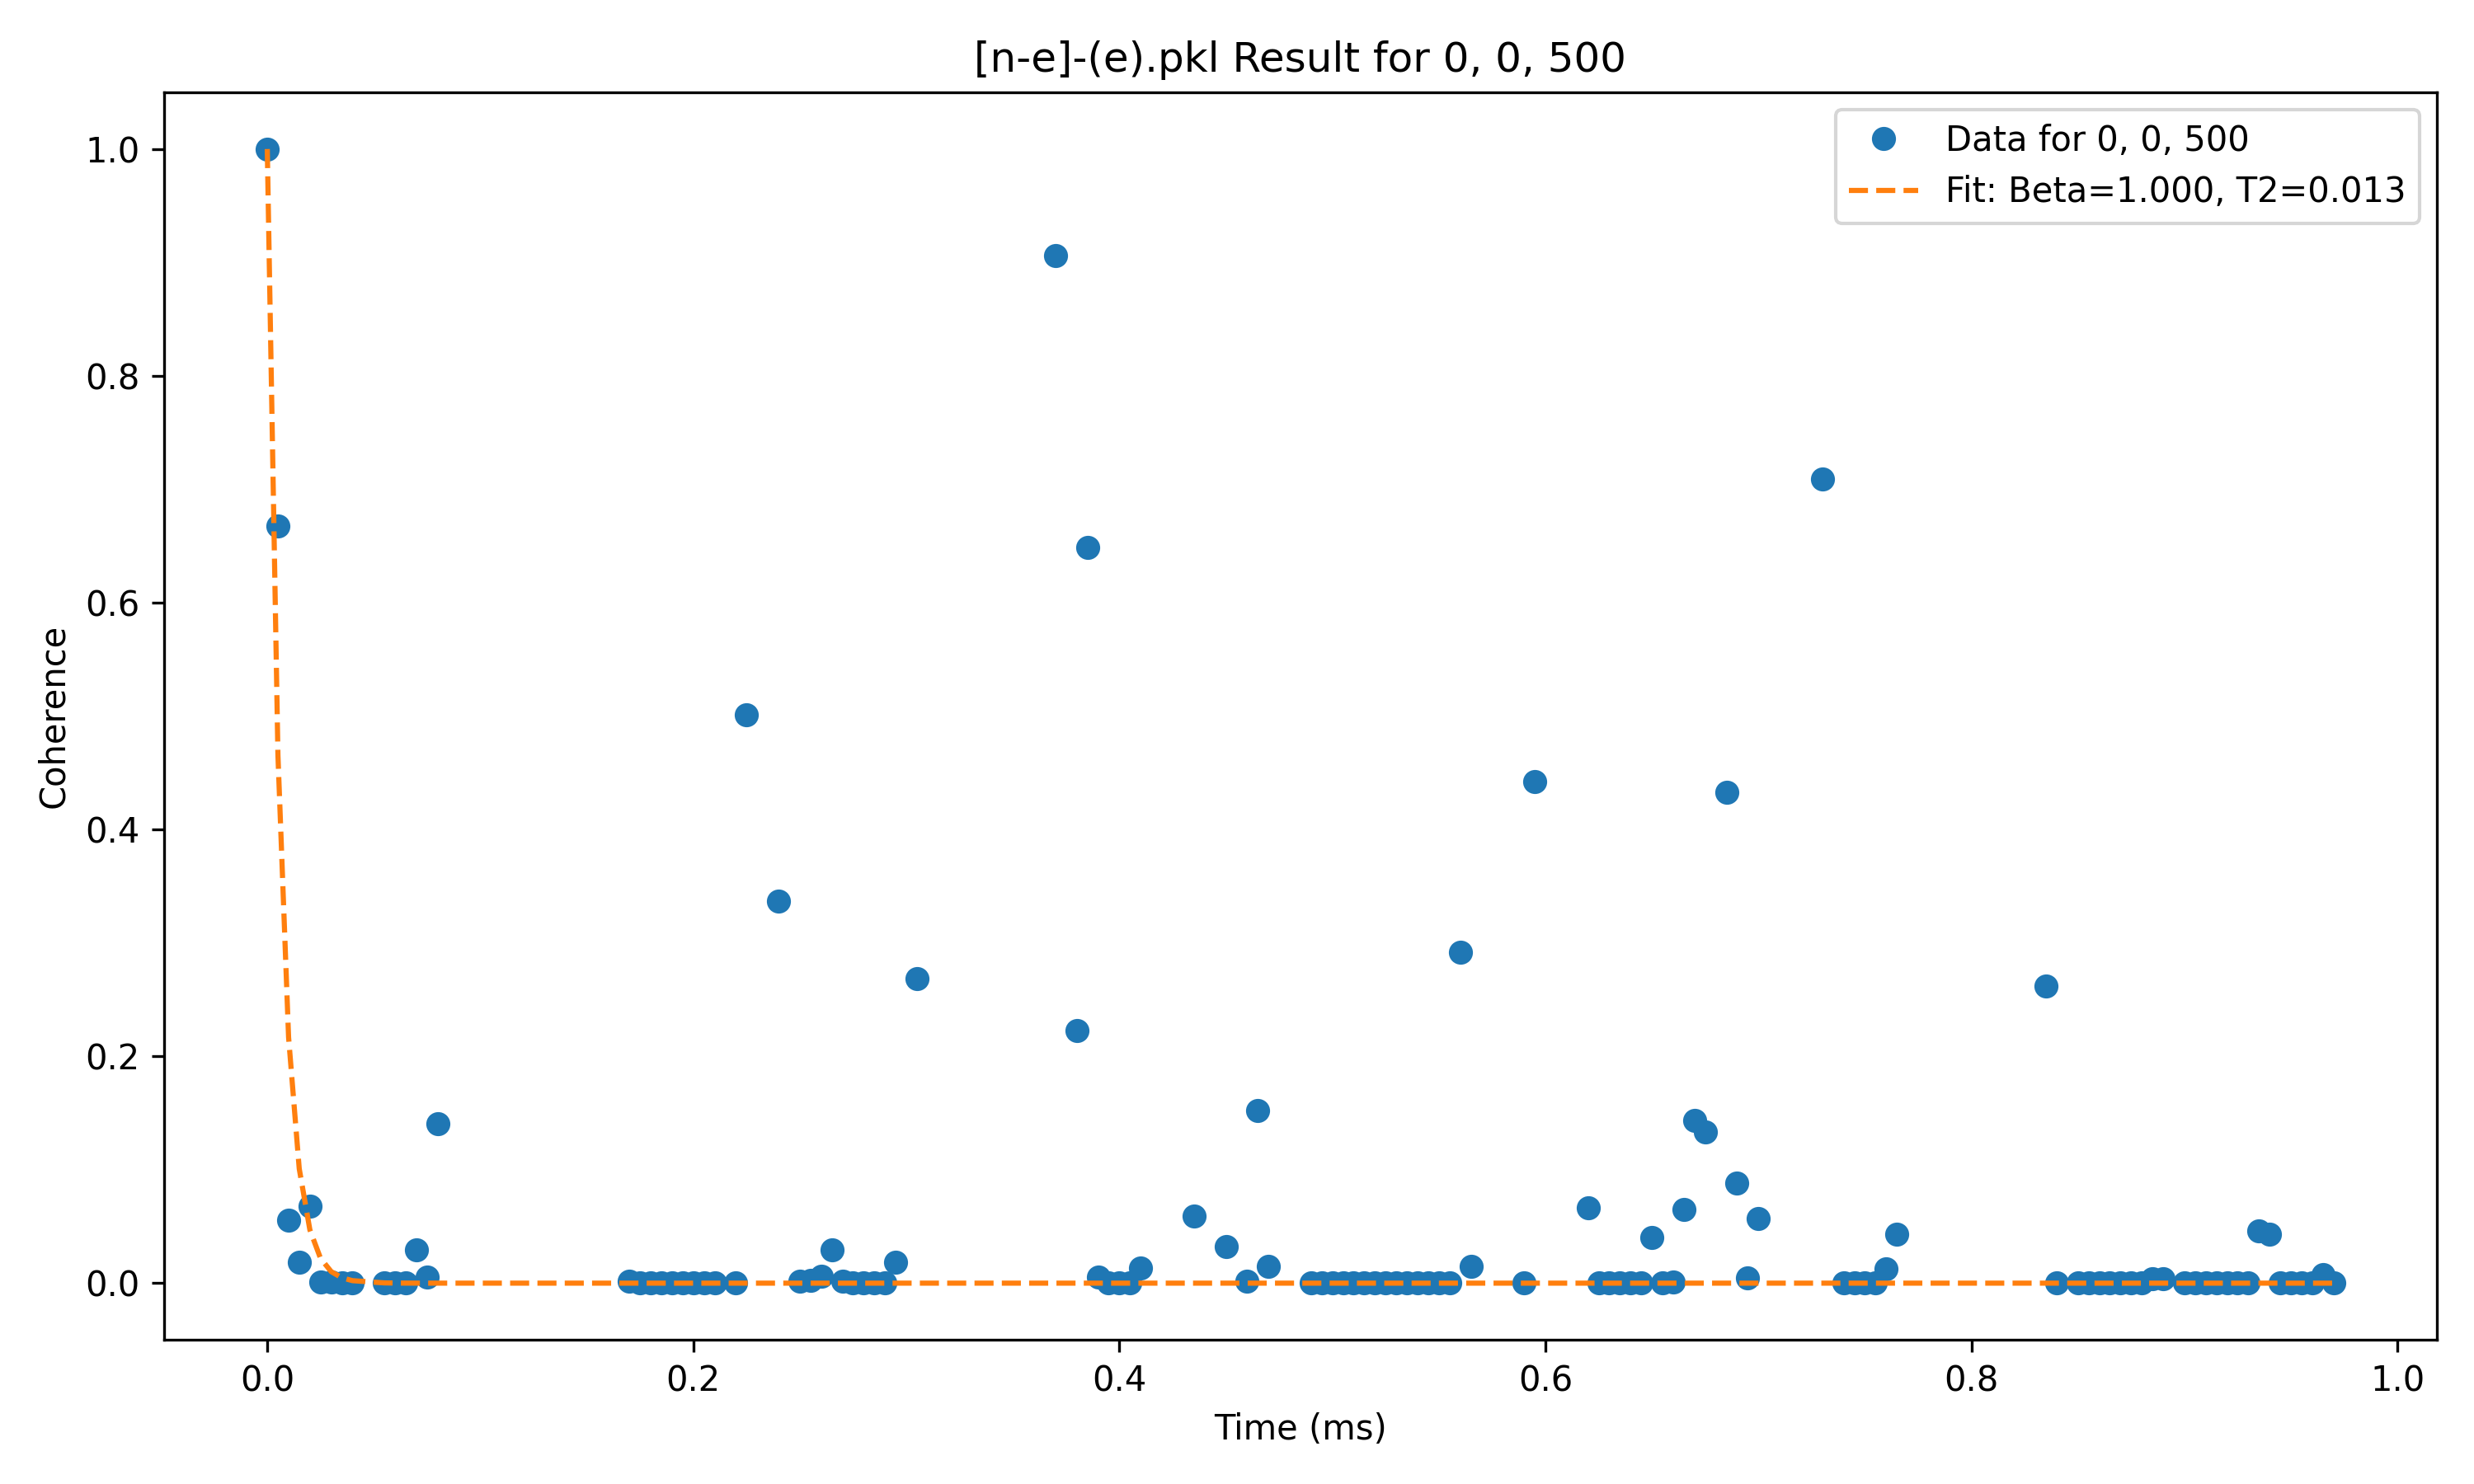 [n-e]-(e).pkl Result for 0, 0, 500
Data for 0, 0, 500
Fit: Beta=1.000, T2=0.013
Coherence
1.0
0.8
0.6
0.4
0.2
0.0
0.0 0.2 0.4 0.6 0.8 1.0
Time (ms)